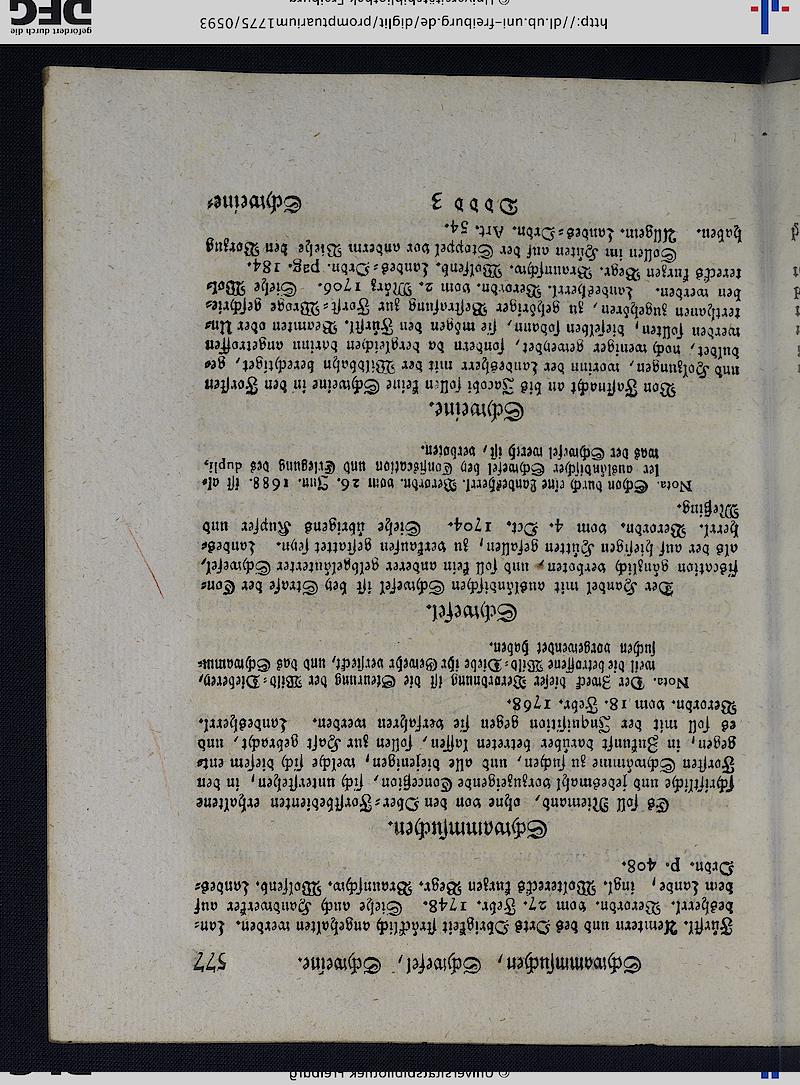 Schwammsuchen, Schwefel, Schweine. 577
Fürstl. Aemtern und des Orts Obrigkeit sträcklich angehalten werden. Lan-
desherrl. Verordn. vom 27. Febr. 1748. Siehe auch Handwerker auf
dem Lande, imgl. Woltereck kurzen Begr. Braunschw. Wolfenb. Landes-
Ordn. p. 408.
Schwammsuchen.
Es soll Niemand, ohne von den Ober-Forstbedienten erhaltene
schriftliche und jedesmahl vorzuzeigende Concession, sich unterstehen, in den
Forsten Schwämme zu suchen, und alle diejenigen, welche sich diesem ent-
gegen, in Zukunft darüber betreten lassen, sollen zur Haft gebracht, und
es soll mit der Inquisition gegen sie verfahren werden. Landesherrl.
Verordn. vom 18. Febr. 1768.
Nota. Der Zweck dieser Verordnung ist die Steurung der Wild-Dieberey,
weil die betroffene Wild-Diebe ihr Gewehr versteckt, und das Schwamm-
suchen vorgewendet haben.
Schwefel.
Der Handel mit ausländischen Schwefel ist bey Strafe der Con-
fiscation gänzlich verboten, und soll kein anderer gelbgeläuterter Schwefel,
als der auf hiesigen Hütten gefallen, zu verkaufen gestattet seyn. Landes-
herrl. Verordn. vom 4. Oct. 1704. Siehe übrigens Kupfer und
Meßing.
Nota. Schon durch eine Landesherrl. Verordn. vom 26. Jun. 1688. ist al-
ler ausländischer Schwefel bey Confiscation und Erlegung des dupli,
was der Schwefel werth ist, verboten.
Schweine.
Von Fastnacht an bis Jacobi sollen keine Schweine in den Forsten
und Holzungen, worinn der Landesherr mit der Wildbahn berechtiget, ge-
duldet, noch weniger geweydet, sondern da dergleichen darinn angetroffen
werden sollten, dieselben sodann, sie mögen den Fürstl. Beamten oder Un-
terthanen zugehören, zu gehöriger Bestrafung zur Forst-Wroge geschrie-
ben werden. Landesherrl. Verordn. vom 2. März 1706. Siehe Wol-
tereck kurzen Begr. Braunschw. Wolfenb. Landes-Ordn. pag. 184.
Sollen im Hüten auf der Stoppel vor anderm Viehe den Vorzug
haben. Allgem. Landes-Ordn. Art. 54.
Dddd 3 Schweine-
http://dl.ub.uni-freiburg.de/diglit/promptuarium1775/0593
© Universitätsbibliothek Freiburg
gefördert durch die
DFG